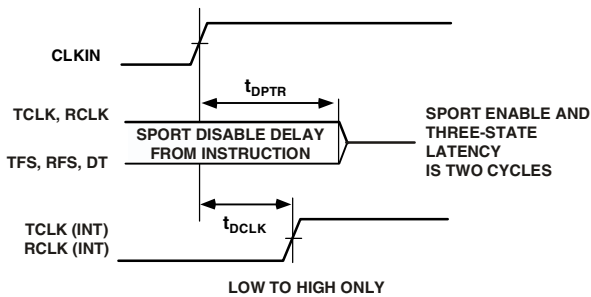 CLKIN
tDPTR
TCLK, RCLK
SPORT DISABLE DELAY
FROM INSTRUCTION
TFS, RFS, DT
SPORT ENABLE AND
THREE-STATE
LATENCY
IS TWO CYCLES
tDCLK
TCLK (INT)
RCLK (INT)
LOW TO HIGH ONLY